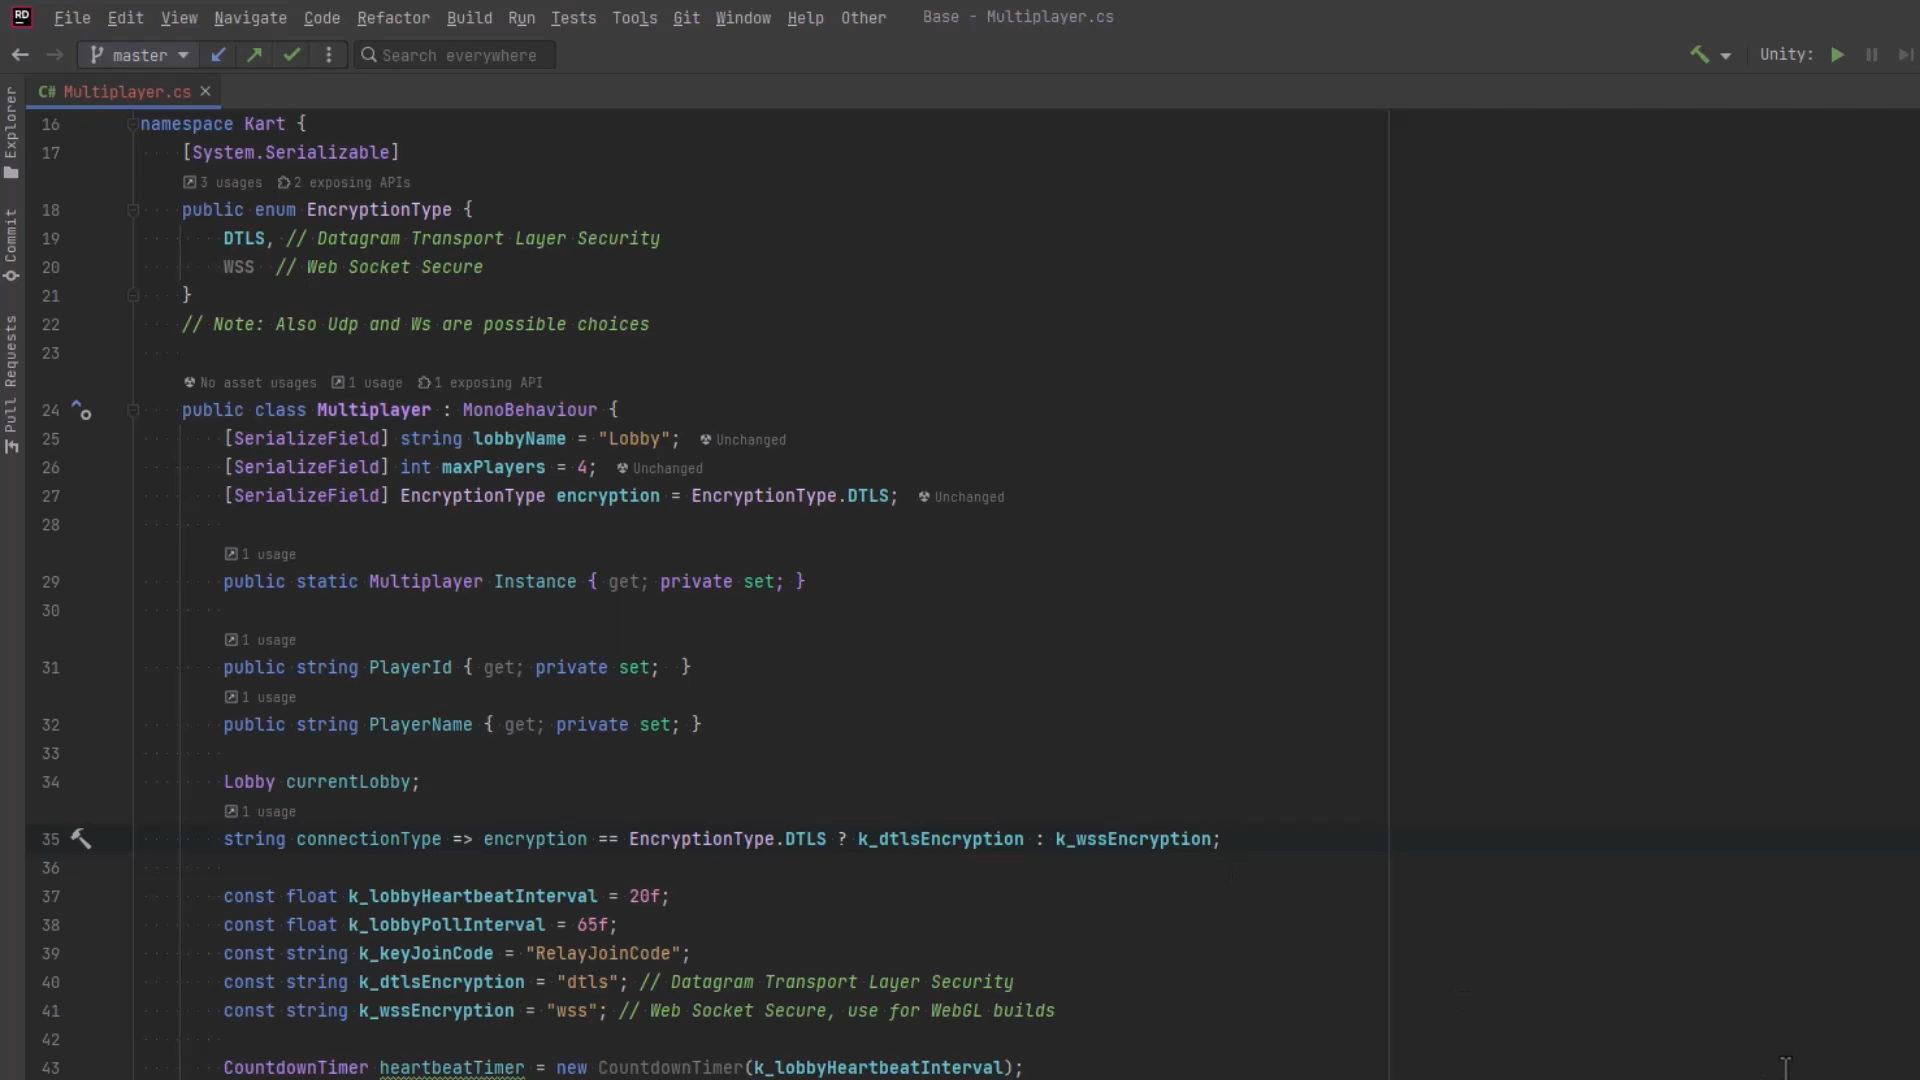 RD File Edit View Navigate Code Refactor Build Run Tests Tools Git Window Help Other Base - Multiplayer.cs
master Search everywhere Unity:
C# Multiplayer.cs
Explorer
Commit
Pull Requests
16 namespace Kart {
17 [System.Serializable]
3 usages 2 exposing APIs
18 public enum EncryptionType {
19 DTLS, // Datagram Transport Layer Security
20 WSS // Web Socket Secure
21 }
22 // Note: Also Udp and Ws are possible choices
23
No asset usages 1 usage 1 exposing API
24 public class Multiplayer : MonoBehaviour {
25 [SerializeField] string lobbyName = "Lobby"; Unchanged
26 [SerializeField] int maxPlayers = 4; Unchanged
27 [SerializeField] EncryptionType encryption = EncryptionType.DTLS; Unchanged
28
1 usage
29 public static Multiplayer Instance { get; private set; }
30
1 usage
31 public string PlayerId { get; private set; }
1 usage
32 public string PlayerName { get; private set; }
33
34 Lobby currentLobby;
1 usage
35 string connectionType => encryption == EncryptionType.DTLS ? k_dtlsEncryption : k_wssEncryption;
36
37 const float k_lobbyHeartbeatInterval = 20f;
38 const float k_lobbyPollInterval = 65f;
39 const string k_keyJoinCode = "RelayJoinCode";
40 const string k_dtlsEncryption = "dtls"; // Datagram Transport Layer Security
41 const string k_wssEncryption = "wss"; // Web Socket Secure, use for WebGL builds
42
43 CountdownTimer heartbeatTimer = new CountdownTimer(k_lobbyHeartbeatInterval);